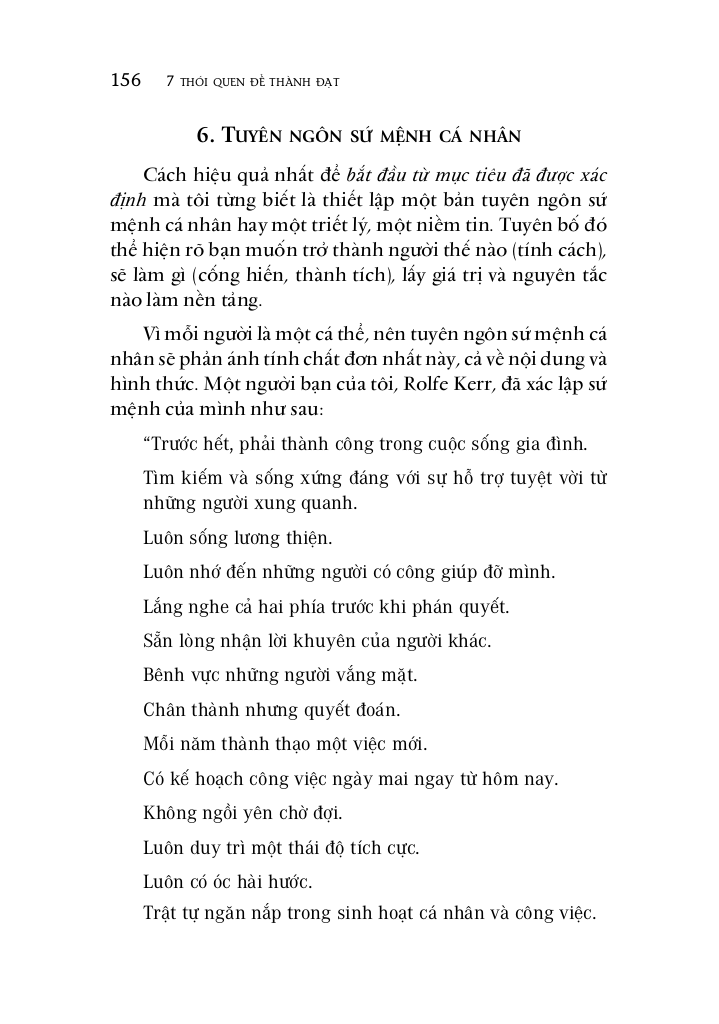 156 7 THÓI QUEN ĐỂ THÀNH ĐẠT
6. TUYÊN NGÔN SỨ MỆNH CÁ NHÂN
Cách hiệu quả nhất để bắt đầu từ mục tiêu đã được xác
định mà tôi từng biết là thiết lập một bản tuyên ngôn sứ
mệnh cá nhân hay một triết lý, một niềm tin. Tuyên bố đó
thể hiện rõ bạn muốn trở thành người thế nào (tính cách),
sẽ làm gì (cống hiến, thành tích), lấy giá trị và nguyên tắc
nào làm nền tảng.
Vì mỗi người là một cá thể, nên tuyên ngôn sứ mệnh cá
nhân sẽ phản ánh tính chất đơn nhất này, cả về nội dung và
hình thức. Một người bạn của tôi, Rolfe Kerr, đã xác lập sứ
mệnh của mình như sau:
“Trước hết, phải thành công trong cuộc sống gia đình.
Tìm kiếm và sống xứng đáng với sự hỗ trợ tuyệt vời từ
những người xung quanh.
Luôn sống lương thiện.
Luôn nhớ đến những người có công giúp đỡ mình.
Lắng nghe cả hai phía trước khi phán quyết.
Sẵn lòng nhận lời khuyên của người khác.
Bênh vực những người vắng mặt.
Chân thành nhưng quyết đoán.
Mỗi năm thành thạo một việc mới.
Có kế hoạch công việc ngày mai ngay từ hôm nay.
Không ngồi yên chờ đợi.
Luôn duy trì một thái độ tích cực.
Luôn có óc hài hước.
Trật tự ngăn nắp trong sinh hoạt cá nhân và công việc.